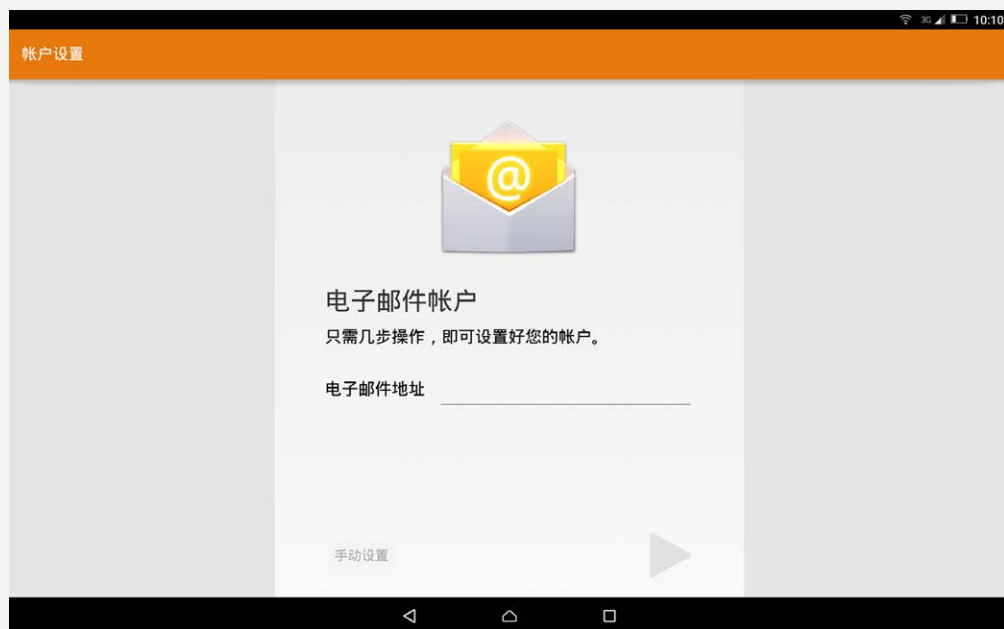 3G 10:10
帐户设置
@
电子邮件帐户
只需几步操作，即可设置好您的帐户。
电子邮件地址
手动设置